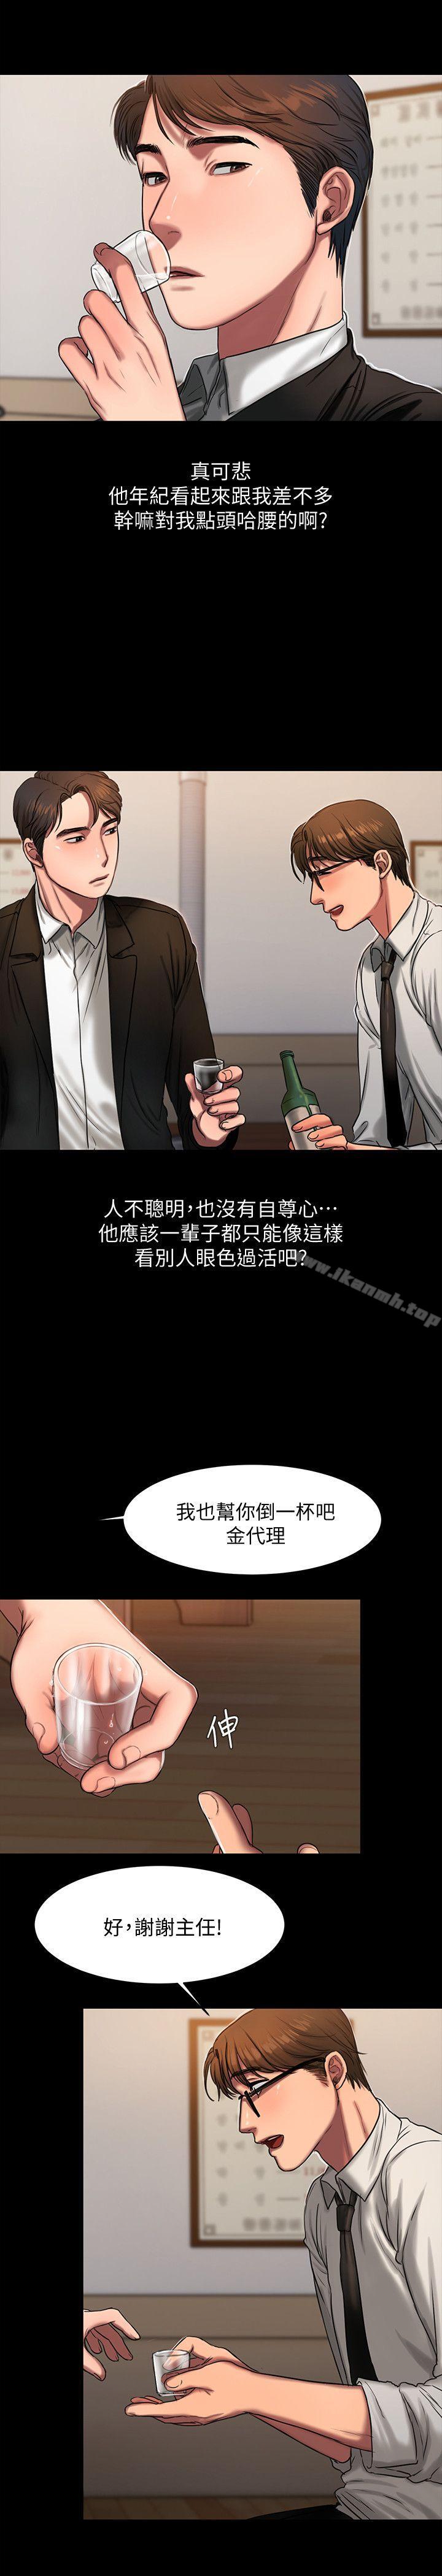 真可悲
他年紀看起來跟我差不多
幹嘛對我點頭哈腰的啊?
人不聰明,也沒有自尊心…
他應該一輩子都只能像這樣
看別人眼色過活吧?
www.ikanmh.top
我也幫你倒一杯吧
金代理
伸
好,謝謝主任!